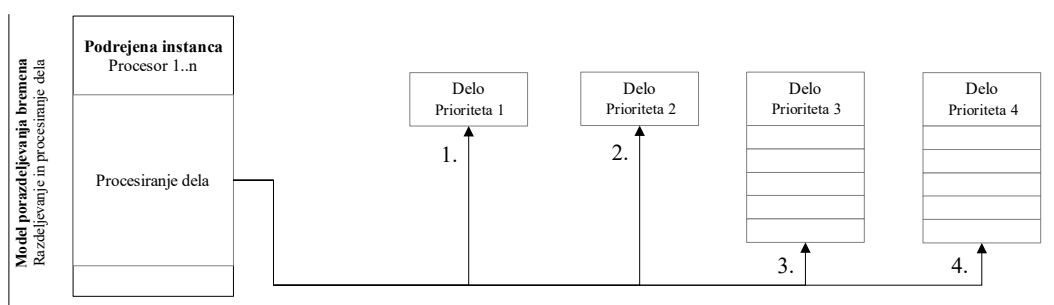 Model porazdeljevanja bremena
Razdeljevanje in procesiranje dela
Podrejena instanca
Procesor 1..n
Procesiranje dela
Delo
Prioriteta 1
Delo
Prioriteta 2
Delo
Prioriteta 3
Delo
Prioriteta 4
1.
2.
3.
4.